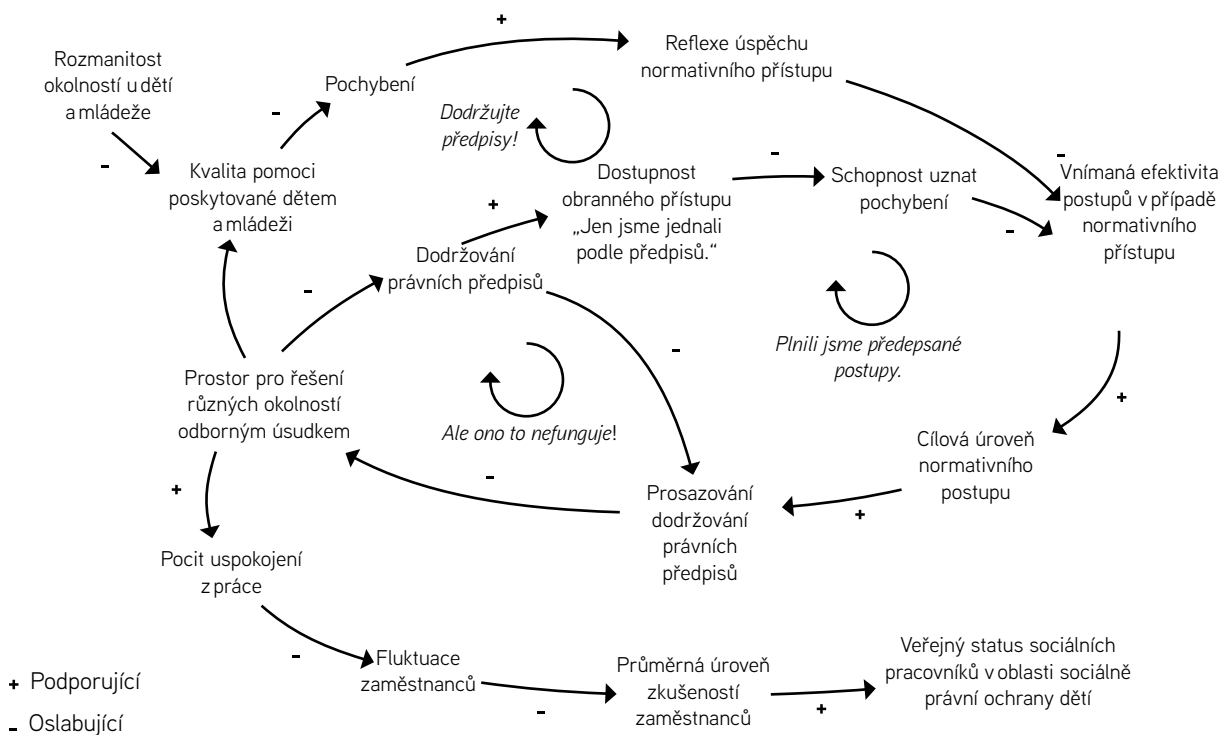 +
Rozmanitost
okolností u dětí
a mládeže
-
Pochybení
Reflexe úspěchu
normativního přístupu
-
Dodržujte
předpisy!
-
Kvalita pomoci
poskytované dětem
a mládeži
Dostupnost
obranného přístupu
„Jen jsme jednali
podle předpisů.“
-
Schopnost uznat
pochybení
-
-
Vnímaná efektivita
postupů v případě
normativního
přístupu
+
Dodržování
právních předpisů
-
-
Plnili jsme předepsané
postupy.
+
Prostor pro řešení
různých okolností
odborným úsudkem
Ale ono to nefunguje!
-
Cílová úroveň
normativního
postupu
+
Prosazování
dodržování
právních
předpisů
+
Pocit uspokojení
z práce
-
Fluktuace
zaměstnanců
-
Průměrná úroveň
zkušeností
zaměstnanců
+
Veřejný status sociálních
pracovníků v oblasti sociálně
právní ochrany dětí
+ Podporující
- Oslabující